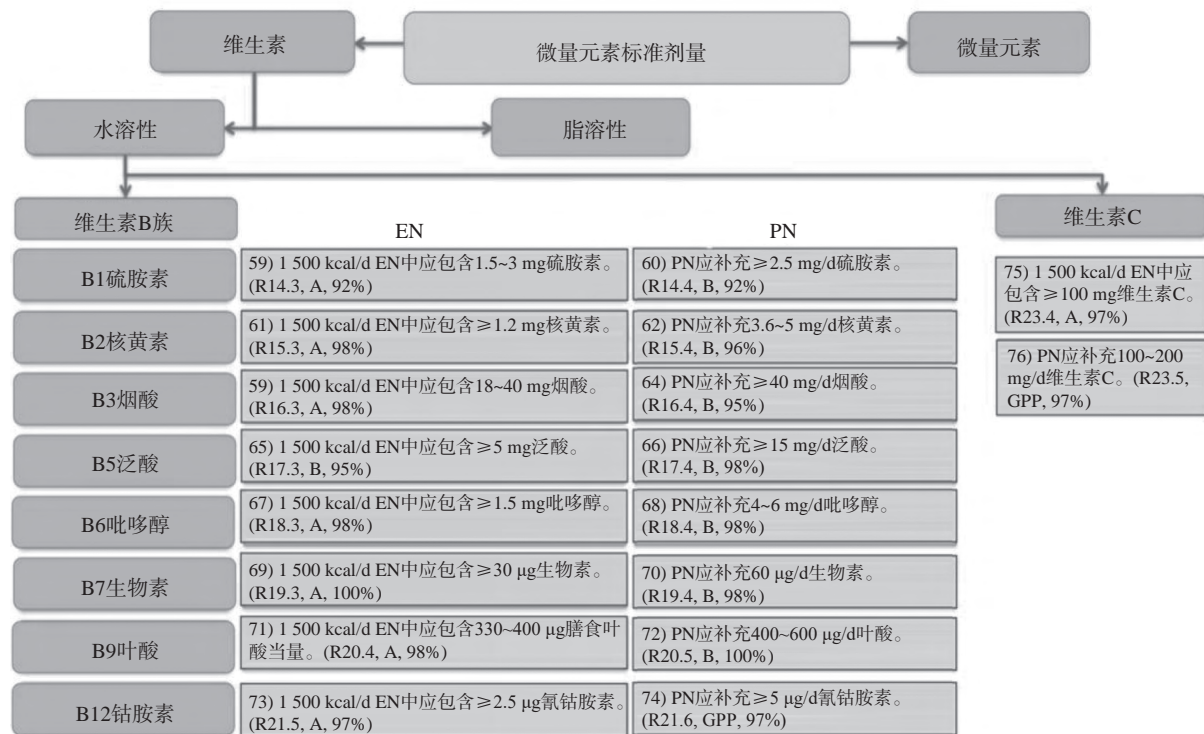 维生素
微量元素标准剂量
微量元素
水溶性
脂溶性
维生素B族
EN
PN
维生素C
B1硫胺素
59) 1 500 kcal/d EN中应包含1.5~3 mg硫胺素。
(R14.3, A, 92%)
60) PN应补充≥2.5 mg/d硫胺素。
(R14.4, B, 92%)
B2核黄素
61) 1 500 kcal/d EN中应包含≥1.2 mg核黄素。
(R15.3, A, 98%)
62) PN应补充3.6~5 mg/d核黄素。
(R15.4, B, 96%)
B3烟酸
59) 1 500 kcal/d EN中应包含18~40 mg烟酸。
(R16.3, A, 98%)
64) PN应补充≥40 mg/d烟酸。
(R16.4, B, 95%)
B5泛酸
65) 1 500 kcal/d EN中应包含≥5 mg泛酸。
(R17.3, B, 95%)
66) PN应补充≥15 mg/d泛酸。
(R17.4, B, 98%)
B6吡哆醇
67) 1 500 kcal/d EN中应包含≥1.5 mg吡哆醇。
(R18.3, A, 98%)
68) PN应补充4~6 mg/d吡哆醇。
(R18.4, B, 98%)
B7生物素
69) 1 500 kcal/d EN中应包含≥30 μg生物素。
(R19.3, A, 100%)
70) PN应补充60 μg/d生物素。
(R19.4, B, 98%)
B9叶酸
71) 1 500 kcal/d EN中应包含330~400 μg膳食叶
酸当量。(R20.4, A, 98%)
72) PN应补充400~600 μg/d叶酸。
(R20.5, B, 100%)
B12钴胺素
73) 1 500 kcal/d EN中应包含≥2.5 μg氰钴胺素。
(R21.5, A, 97%)
74) PN应补充≥5 μg/d氰钴胺素。
(R21.6, GPP, 97%)
75) 1 500 kcal/d EN中应
包含≥100 mg维生素C。
(R23.4, A, 97%)
76) PN应补充100~200
mg/d维生素C。(R23.5,
GPP, 97%)